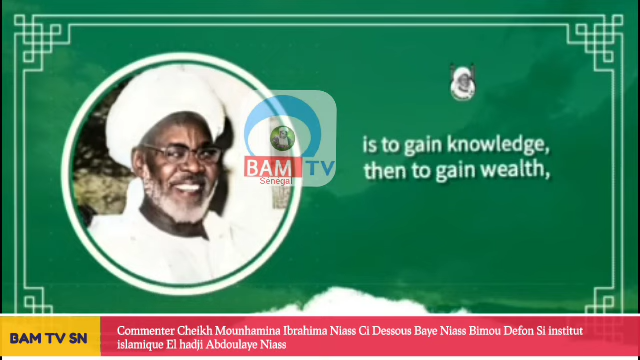 is to gain knowledge,
then to gain wealth,
BAM TV
Senegal
BAM TV SN
Commenter Cheikh Mounhamina Ibrahima Niass Ci Dessous Baye Niass Bimou Defon Si institut
islamique El hadji Abdoulaye Niass